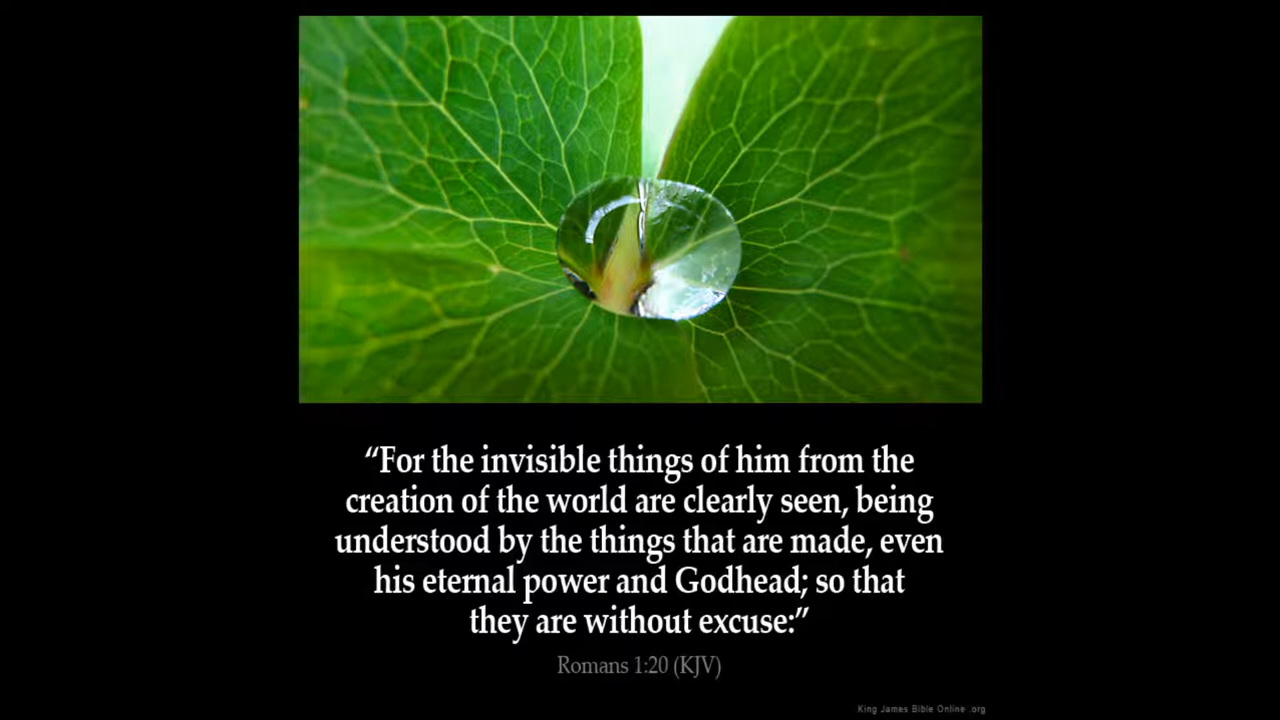 “For the invisible things of him from the
creation of the world are clearly seen, being
understood by the things that are made, even
his eternal power and Godhead; so that
they are without excuse:”
Romans 1:20 (KJV)
King James Bible Online .org